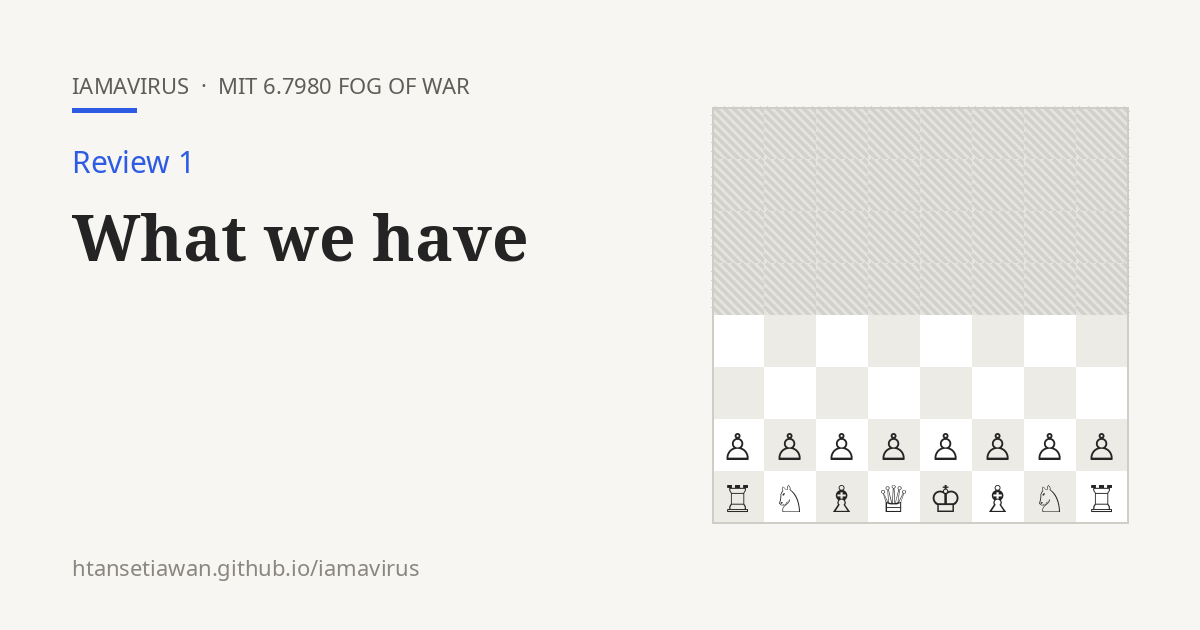 IAMAVIRUS · MIT 6.7980 FOG OF WAR
Review 1
What we have
htansetiawan.github.io/iamavirus